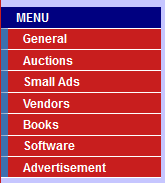 MENU
General
Auctions
Small Ads
Vendors
Books
Software
Advertisement